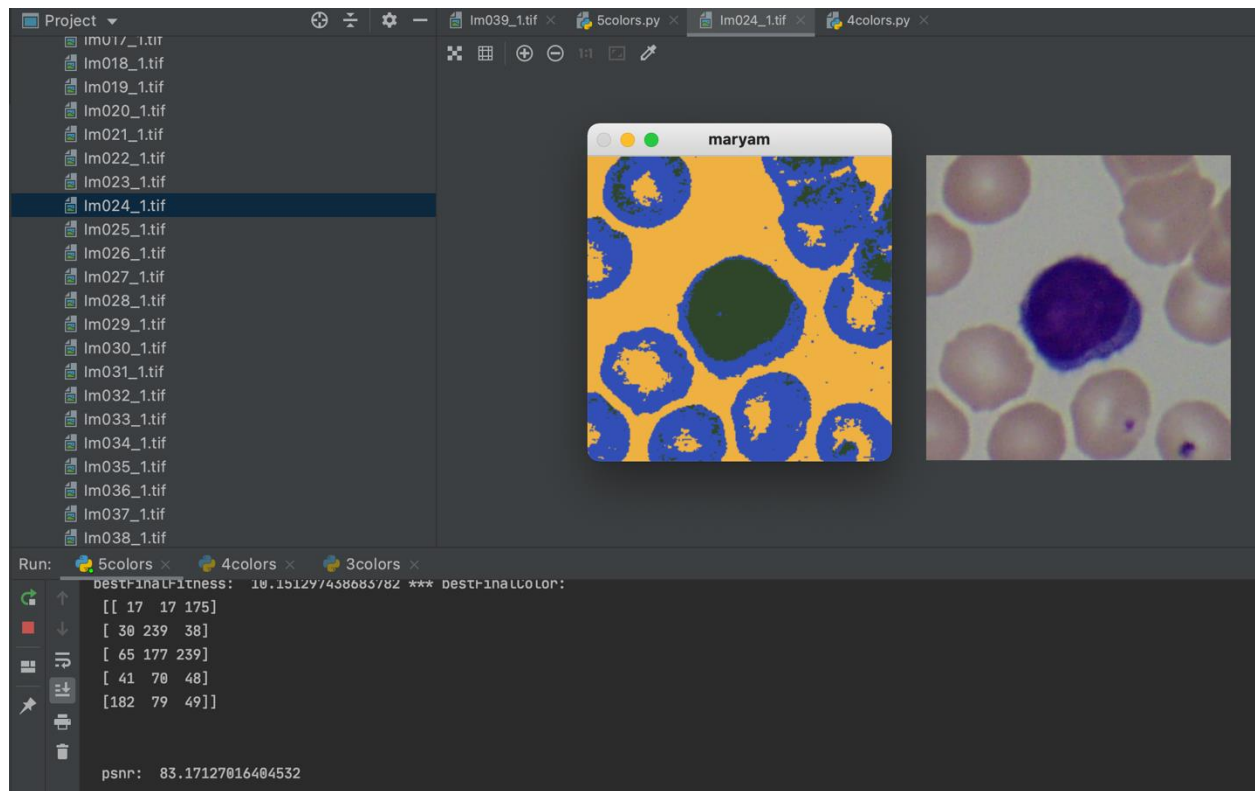 Project
Im039_1.tif
5colors.py
Im024_1.tif
4colors.py
Im017_1.tif
Im018_1.tif
Im019_1.tif
Im020_1.tif
Im021_1.tif
Im022_1.tif
Im023_1.tif
Im024_1.tif
Im025_1.tif
Im026_1.tif
Im027_1.tif
Im028_1.tif
Im029_1.tif
Im030_1.tif
Im031_1.tif
Im032_1.tif
Im033_1.tif
Im034_1.tif
Im035_1.tif
Im036_1.tif
Im037_1.tif
Im038_1.tif
1:1
maryam
Run:
5colors
4colors
3colors
bestFinalFitness:  10.151297438683782 *** bestFinalColor:
[[ 17  17 175]
[ 30 239  38]
[ 65 177 239]
[ 41  70  48]
[182  79  49]]
psnr:  83.17127016404532